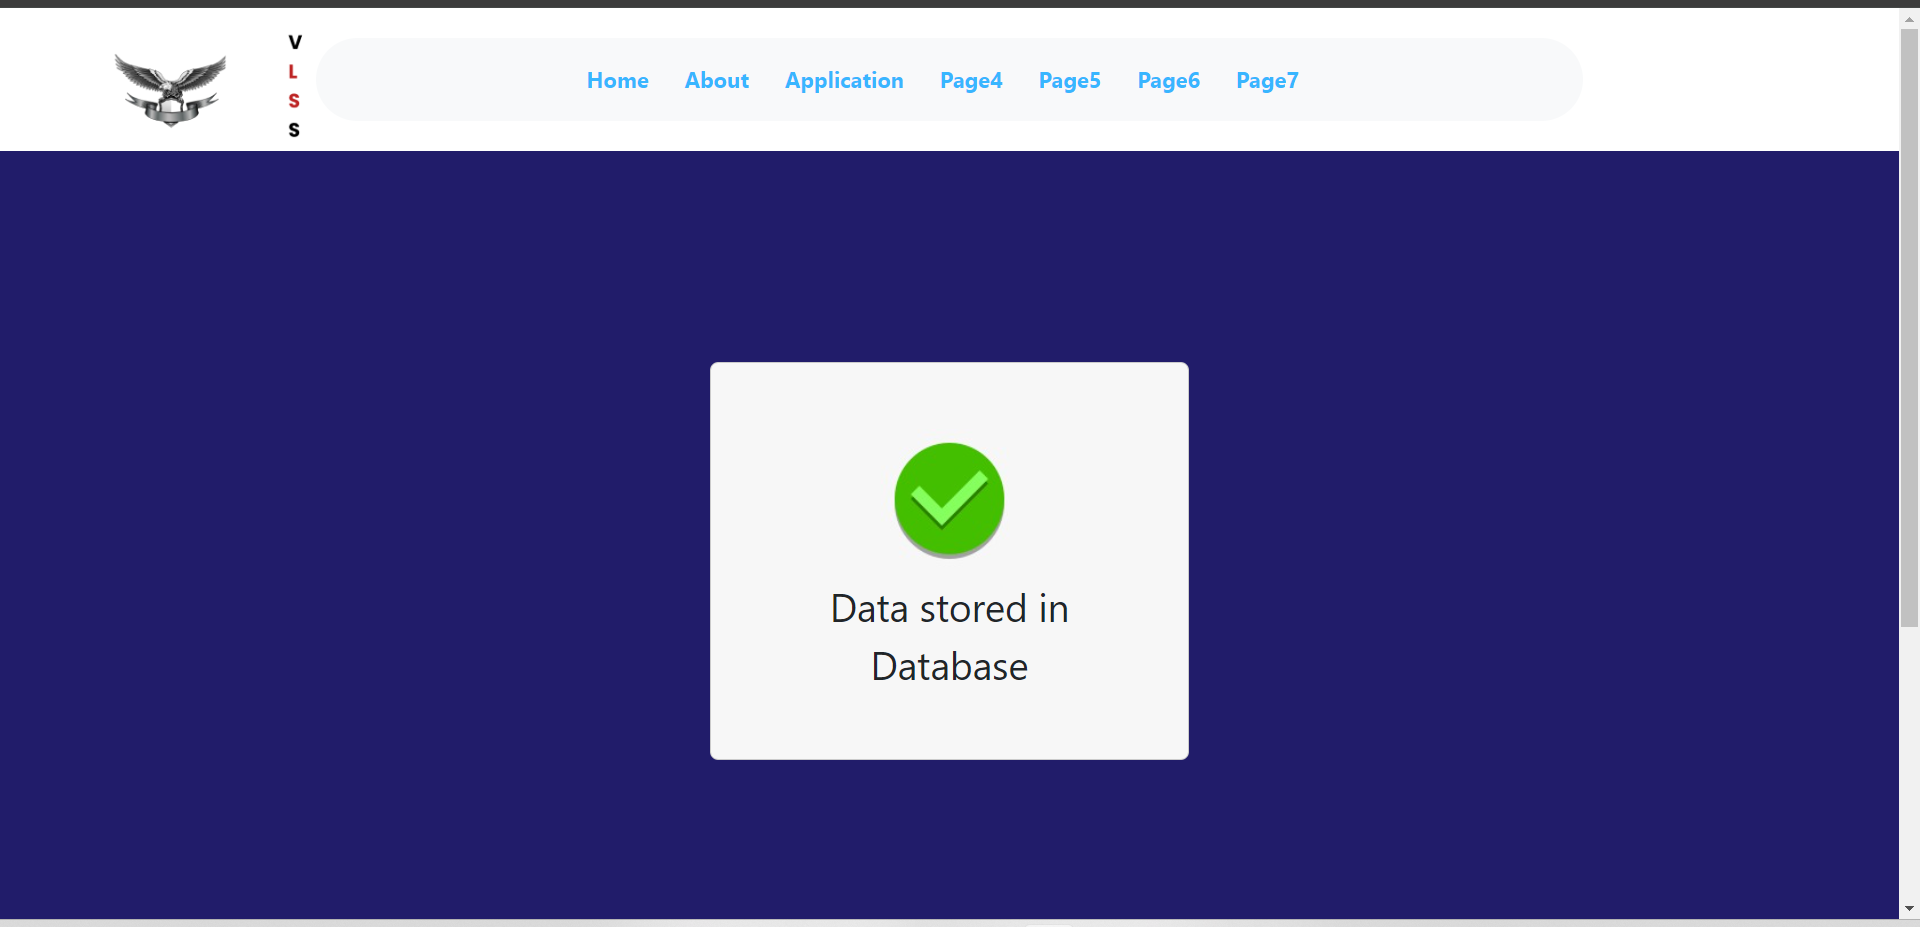 V
L
S
S
Home About Application Page4 Page5 Page6 Page7
Data stored in
Database